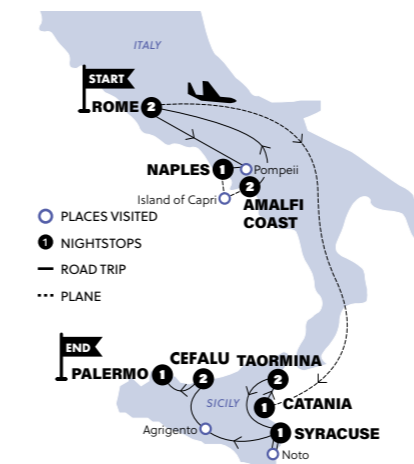 ITALY
START
ROME 2
NAPLES 1
Pompeii
Island of Capri
2
AMALFI
COAST
PLACES VISITED
1 NIGHTSTOPS
ROAD TRIP
PLANE
END
PALERMO 1
CEFALU
2
TAORMINA
2
SICILY
1 CATANIA
Agrigento
1 SYRACUSE
Noto